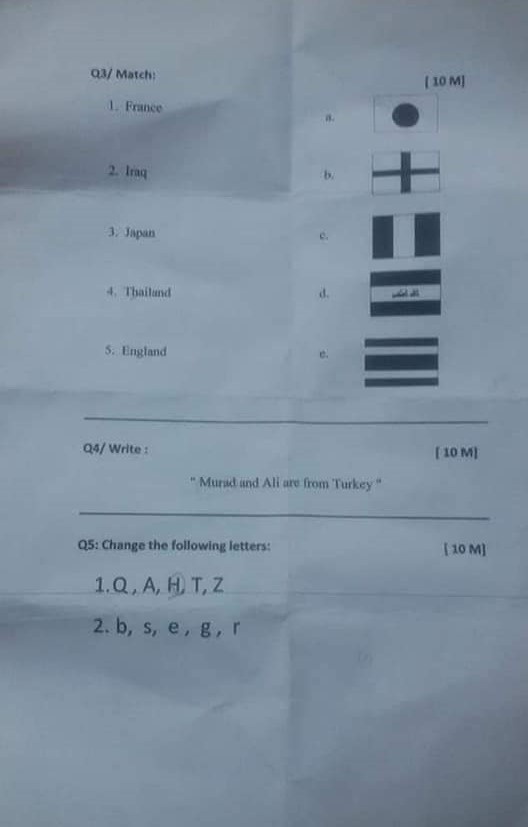 Q3/ Match: [ 10 M]
1. France a.
2. Iraq b.
3. Japan c.
4. Thailand d.
5. England e.
Q4/ Write : [ 10 M]
" Murad and Ali are from Turkey "
Q5: Change the following letters: [ 10 M]
1.Q, A, H, T, Z
2. b, s, e, g, r